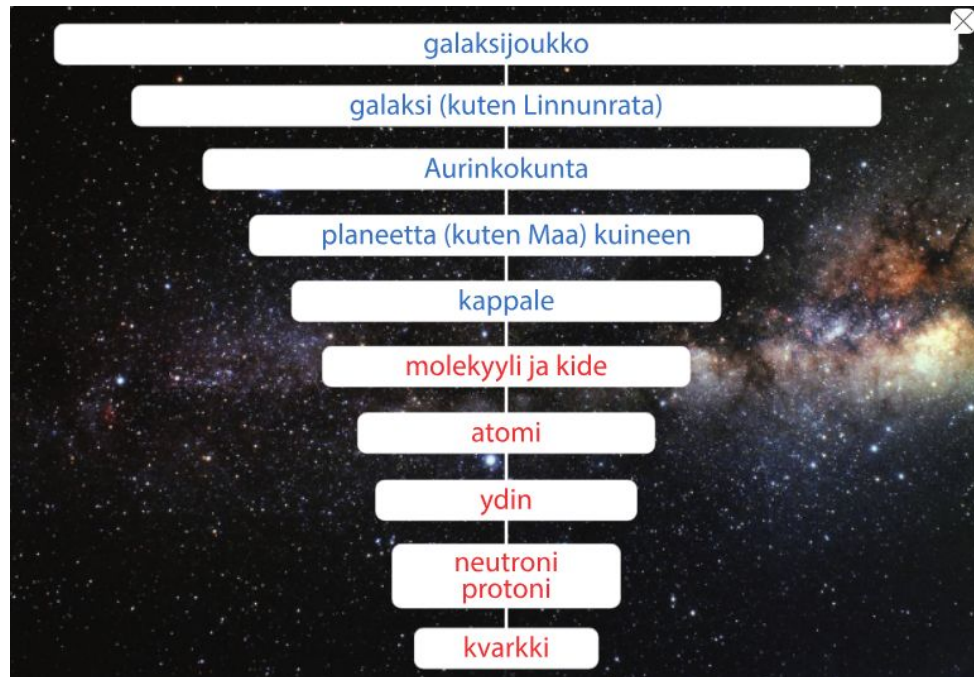 galaksijoukko
galaksi (kuten Linnunrata)
Aurinkokunta
planeetta (kuten Maa) kuineen
kappale
molekyyli ja kide
atomi
ydin
neutroni
protoni
kvarkki